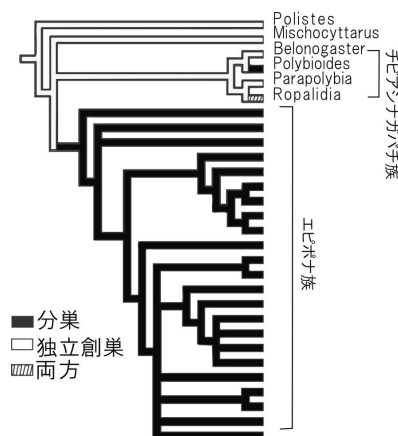 Polistes
Mischocyttarus
Belonogaster
Polybioides
Parapolybia
Ropalidia
チビアシナガバチ族
エピポナ族
分巣
独立創巣
両方